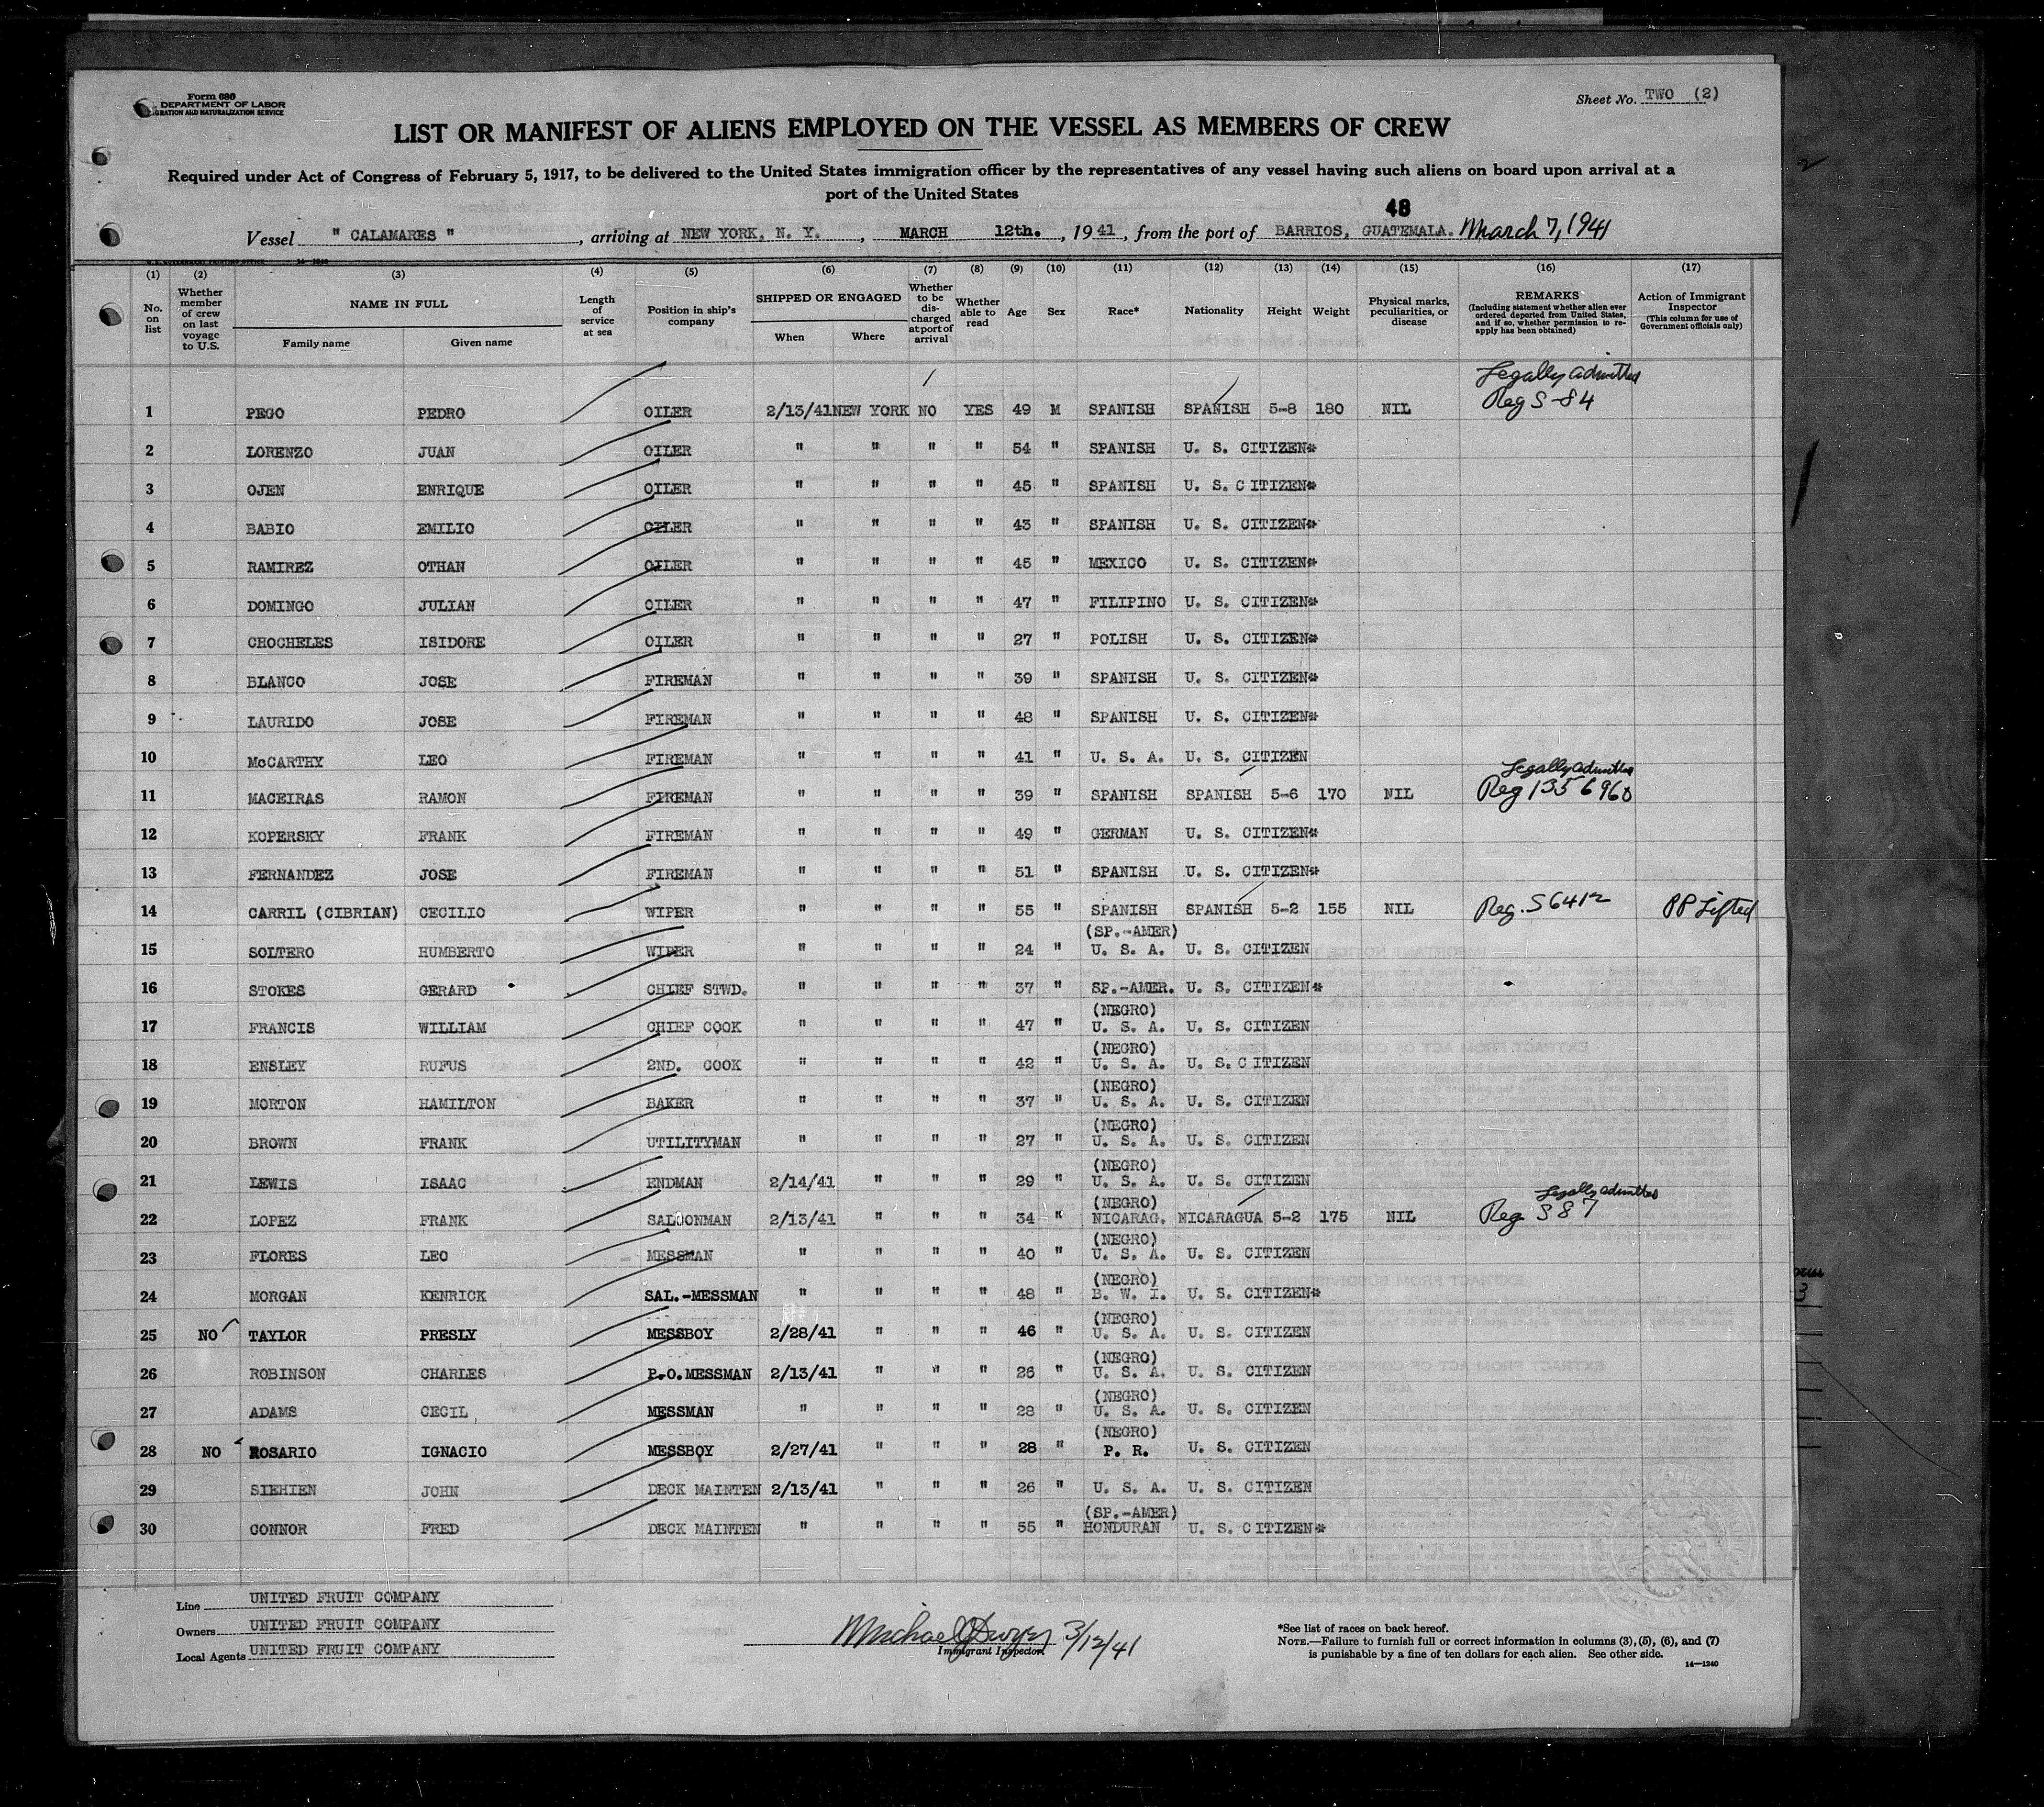 Form 680
DEPARTMENT OF LABOR
IGRATION AND NATURALIZATION SERVICE
Sheet No. TWO (2)
LIST OR MANIFEST OF ALIENS EMPLOYED ON THE VESSEL AS MEMBERS OF CREW
Required under Act of Congress of February 5, 1917, to be delivered to the United States immigration officer by the representatives of any vessel having such aliens on board upon arrival at a
port of the United States
48
Vessel " CALAMARES ", arriving at NEW YORK, N. Y., MARCH 12th., 1941, from the port of BARRIOS, GUATEMALA. March 7, 1941
(1) (2) (3) (4) (5) (6) (7) (8) (9) (10) (11) (12) (13) (14) (15) (16) (17)
No. on list
Whether member of crew on last voyage to U.S.
NAME IN FULL
Family name Given name
Length of service at sea
Position in ship's company
SHIPPED OR ENGAGED
When Where
Whether to be discharged at port of arrival
Whether able to read
Age
Sex
Race*
Nationality
Height
Weight
Physical marks, peculiarities, or disease
REMARKS
(Including statement whether alien ever ordered deported from United States, and if so, whether permission to reapply has been obtained)
Action of Immigrant Inspector
(This column for use of Government officials only)
Legally admitted
1 PEGO PEDRO OILER 2/13/41 NEW YORK NO YES 49 M SPANISH SPANISH 5-8 180 NIL Reg S-84
2 LORENZO JUAN OILER " " " " 54 " SPANISH U. S. CITIZEN*
3 OJEN ENRIQUE OILER " " " " 45 " SPANISH U. S. CITIZEN*
4 BABIO EMILIO OILER " " " " 43 " SPANISH U. S. CITIZEN*
5 RAMIREZ OTHAN OILER " " " " 45 " MEXICO U. S. CITIZEN*
6 DOMINGO JULIAN OILER " " " " 47 " FILIPINO U. S. CITIZEN*
7 CHOCHELES ISIDORE OILER " " " " 27 " POLISH U. S. CITIZEN*
8 BLANCO JOSE FIREMAN " " " " 39 " SPANISH U. S. CITIZEN*
9 LAURIDO JOSE FIREMAN " " " " 48 " SPANISH U. S. CITIZEN*
10 McCARTHY LEO FIREMAN " " " " 41 " U. S. A. U. S. CITIZEN
Legally admitted
11 MACEIRAS RAMON FIREMAN " " " " 39 " SPANISH SPANISH 5-6 170 NIL Reg 1356960
12 KOPERSKY FRANK FIREMAN " " " " 49 " GERMAN U. S. CITIZEN*
13 FERNANDEZ JOSE FIREMAN " " " " 51 " SPANISH U. S. CITIZEN*
14 CARRIL (CIBRIAN) CECILIO WIPER " " " " 55 " SPANISH SPANISH 5-2 155 NIL Reg. S6412 PP Lifted
15 SOLTERO HUMBERTO WIPER " " " " 24 " (SP.-AMER) U. S. A. U. S. CITIZEN
16 STOKES GERARD CHIEF STWD. " " " " 37 " SP.-AMER. U. S. CITIZEN*
17 FRANCIS WILLIAM CHIEF COOK " " " " 47 " (NEGRO) U. S. A. U. S. CITIZEN
18 ENSLEY RUFUS 2ND. COOK " " " " 42 " (NEGRO) U. S. A. U. S. CITIZEN
19 MORTON HAMILTON BAKER " " " " 37 " (NEGRO) U. S. A. U. S. CITIZEN
20 BROWN FRANK UTILITYMAN " " " " 27 " (NEGRO) U. S. A. U. S. CITIZEN
21 LEWIS ISAAC ENDMAN 2/14/41 " " " 29 " (NEGRO) U. S. A. U. S. CITIZEN
Legally admitted
22 LOPEZ FRANK SALOONMAN 2/13/41 " " " 34 " (NEGRO) NICARAG. NICARAGUA 5-2 175 NIL Reg S87
23 FLORES LEO MESSMAN " " " " 40 " (NEGRO) U. S. A. U. S. CITIZEN
24 MORGAN KENRICK SAL.-MESSMAN " " " " 48 " (NEGRO) B. W. I. U. S. CITIZEN*
25 NO TAYLOR PRESLY MESSBOY 2/28/41 " " " 46 " (NEGRO) U. S. A. U. S. CITIZEN
26 ROBINSON CHARLES P.O.MESSMAN 2/13/41 " " " 26 " (NEGRO) U. S. A. U. S. CITIZEN
27 ADAMS CECIL MESSMAN " " " " 28 " (NEGRO) U. S. A. U. S. CITIZEN
28 NO ROSARIO IGNACIO MESSBOY 2/27/41 " " " 28 " (NEGRO) P. R. U. S. CITIZEN
29 SIEHIEN JOHN DECK MAINTEN 2/13/41 " " " 26 " U. S. A. U. S. CITIZEN
30 CONNOR FRED DECK MAINTEN " " " " 55 " (SP.-AMER) HONDURAN U. S. CITIZEN*
Line UNITED FRUIT COMPANY
Owners UNITED FRUIT COMPANY
Local Agents UNITED FRUIT COMPANY
Michael J Dwyer 3/12/41
Immigrant Inspector.
*See list of races on back hereof.
NOTE.—Failure to furnish full or correct information in columns (3), (5), (6), and (7)
is punishable by a fine of ten dollars for each alien. See other side.
14—1240